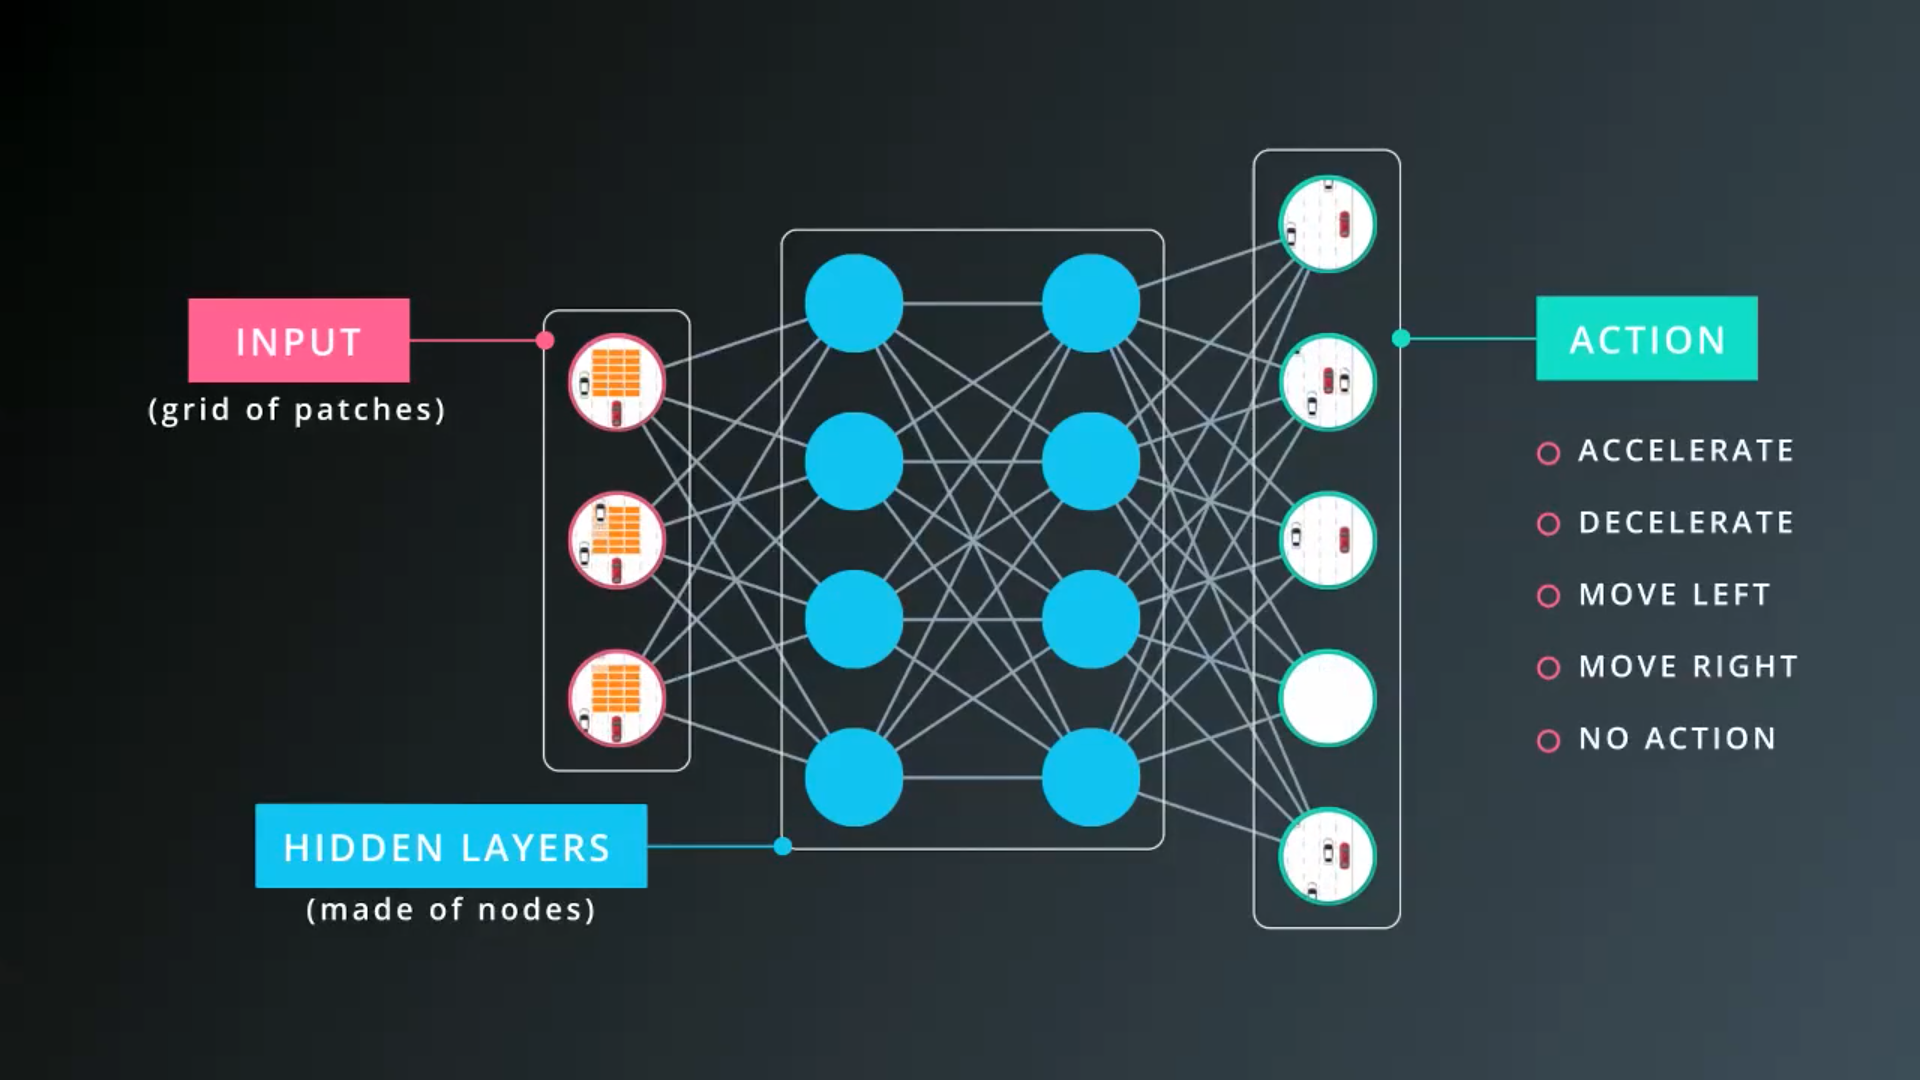 INPUT
(grid of patches)
HIDDEN LAYERS
(made of nodes)
ACTION
ACCELERATE
DECELERATE
MOVE LEFT
MOVE RIGHT
NO ACTION